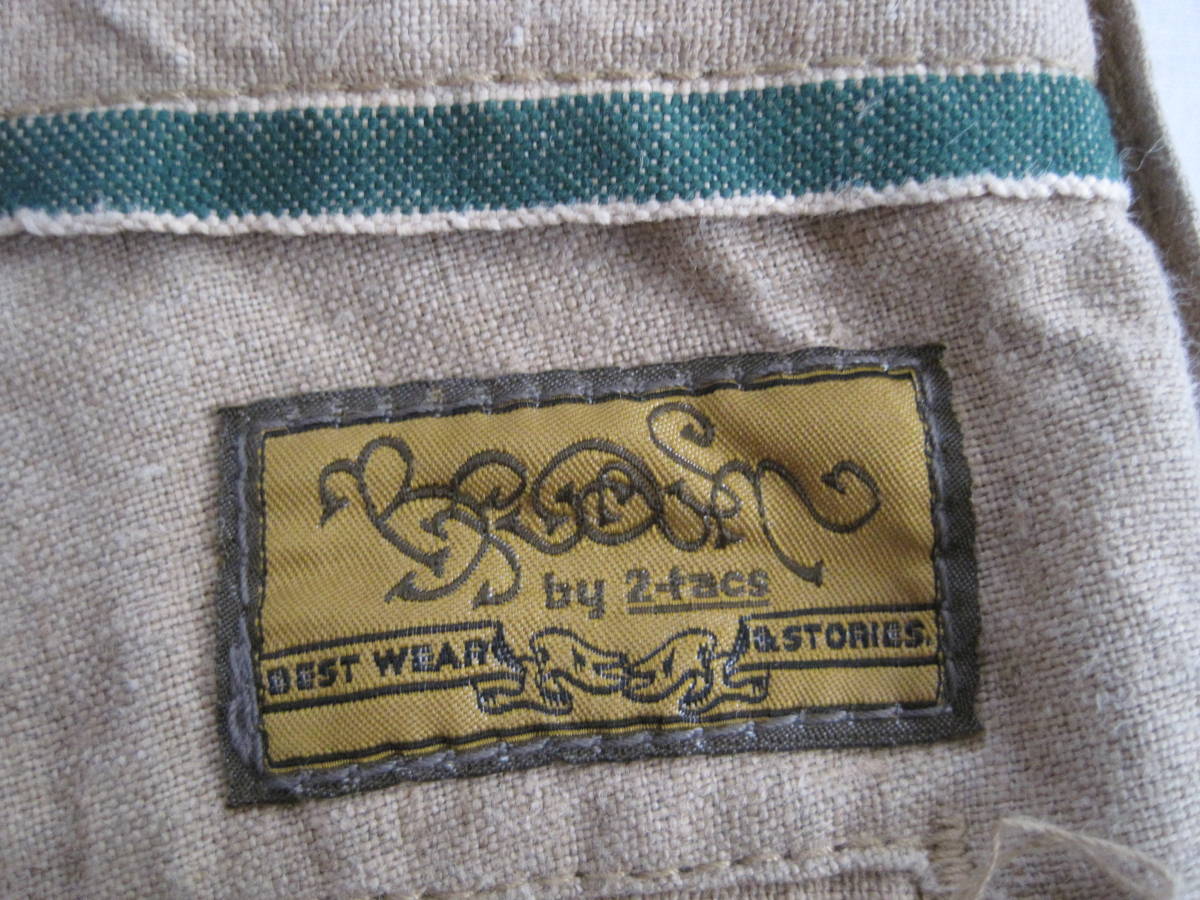 Brown
by 2-tacs
BEST WEAR & STORIES.